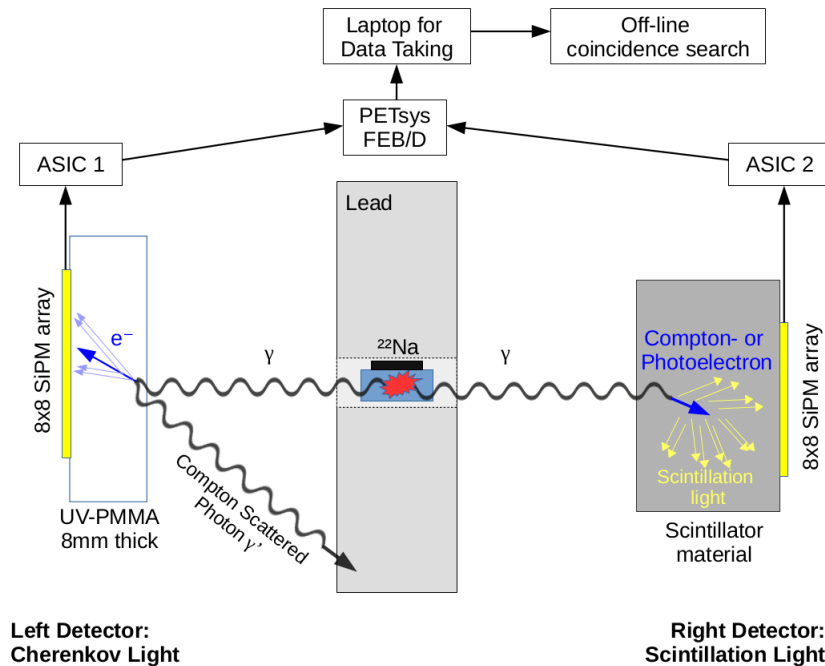 Laptop for
Data Taking
Off-line
coincidence search
PETsys
FEB/D
ASIC 1
ASIC 2
Lead
8x8 SiPM array
e⁻
γ
²²Na
γ
Compton- or
Photoelectron
Scintillation
light
8x8 SiPM array
Compton Scattered
Photon γ'
UV-PMMA
8mm thick
Scintillator
material
Left Detector:
Cherenkov Light
Right Detector:
Scintillation Light